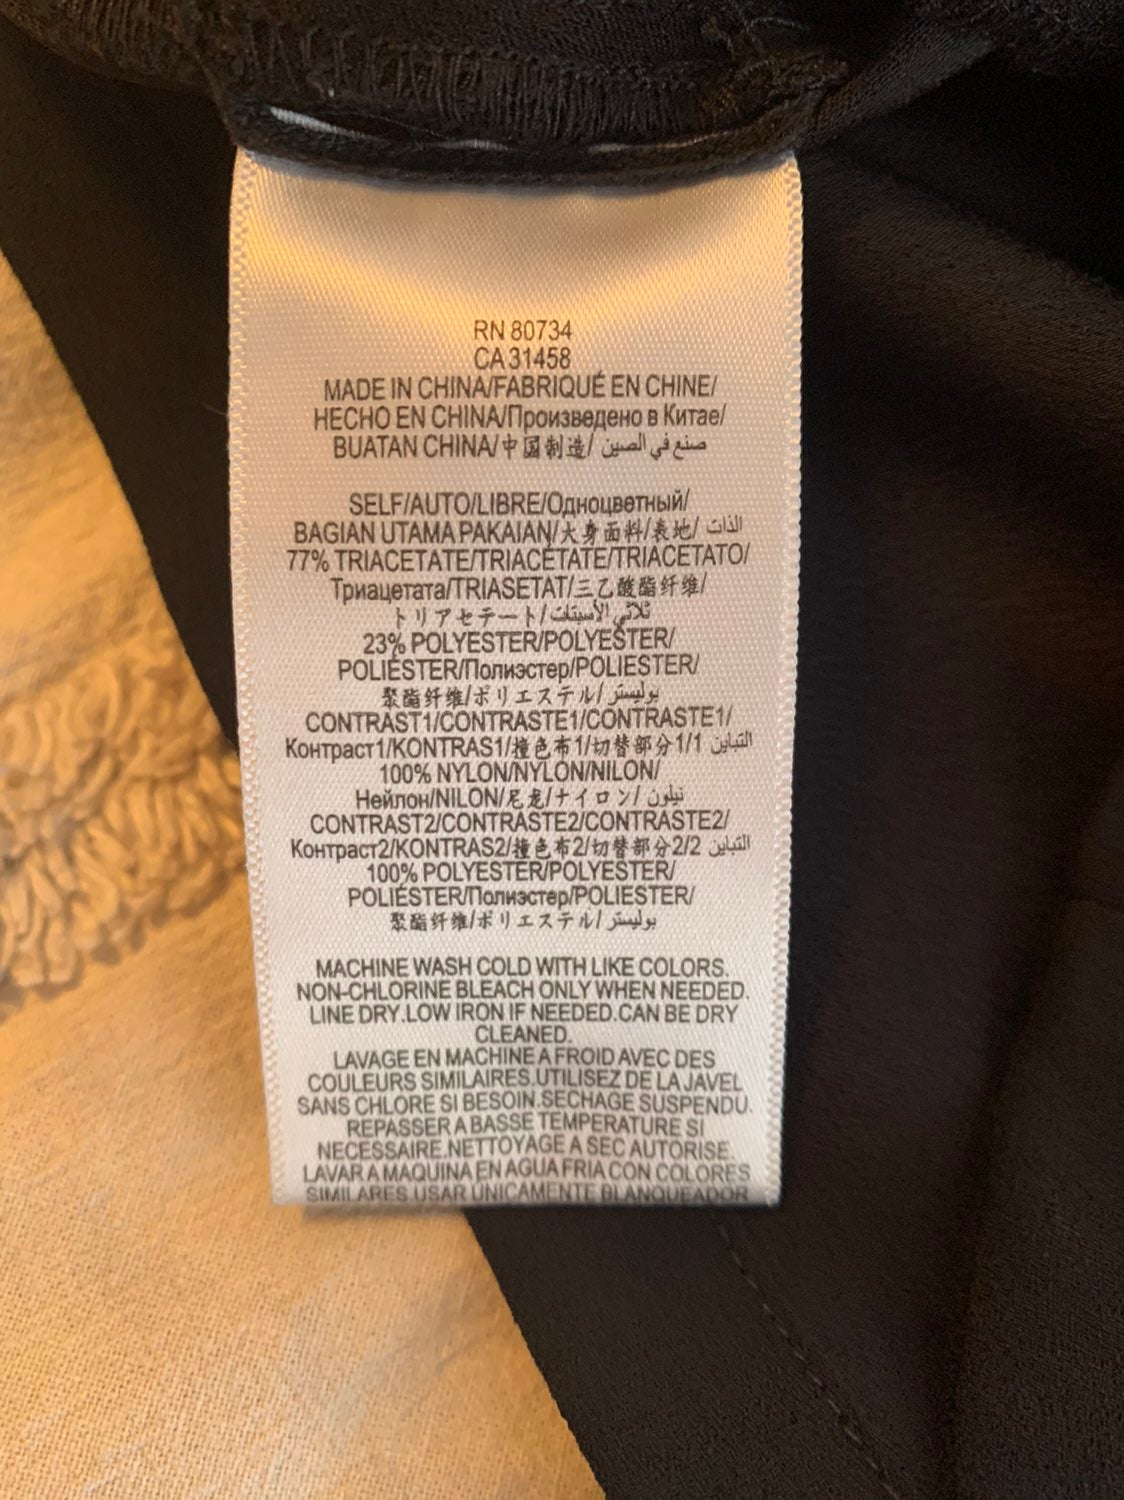 RN 80734
CA 31458
MADE IN CHINA/FABRIQUÉ EN CHINE/
HECHO EN CHINA/Произведено в Китае/
BUATAN CHINA/中国制造/ صنع في الصين
SELF/AUTO/LIBRE/Одноцветный/
BAGIAN UTAMA PAKAIAN/大身面料/表地/ الذات
77% TRIACETATE/TRIACÉTATE/TRIACETATO/
Триацетата/TRIASETAT/三乙酸酯纤维/
トリアセテート/ثلاثي الأسيتات
23% POLYESTER/POLYESTER/
POLIÉSTER/Полиэстер/POLIESTER/
聚酯纤维/ポリエステル/بوليستر
CONTRAST1/CONTRASTE1/CONTRASTE1/
Контраст1/KONTRAS1/撞色布1/切替部分1/1 التباين
100% NYLON/NYLON/NILON/
Нейлон/NILON/尼龙/ナイロン/ نيلون
CONTRAST2/CONTRASTE2/CONTRASTE2/
Контраст2/KONTRAS2/撞色布2/切替部分2/2 التباين
100% POLYESTER/POLYESTER/
POLIÉSTER/Полиэстер/POLIESTER/
聚酯纤维/ポリエステル/بوليستر
MACHINE WASH COLD WITH LIKE COLORS.
NON-CHLORINE BLEACH ONLY WHEN NEEDED.
LINE DRY.LOW IRON IF NEEDED.CAN BE DRY
CLEANED.
LAVAGE EN MACHINE A FROID AVEC DES
COULEURS SIMILAIRES.UTILISEZ DE LA JAVEL
SANS CHLORE SI BESOIN.SECHAGE SUSPENDU.
REPASSER A BASSE TEMPERATURE SI
NECESSAIRE.NETTOYAGE A SEC AUTORISE.
LAVAR A MAQUINA EN AGUA FRIA CON COLORES
SIMILARES.USAR ÚNICAMENTE BLANQUEADOR